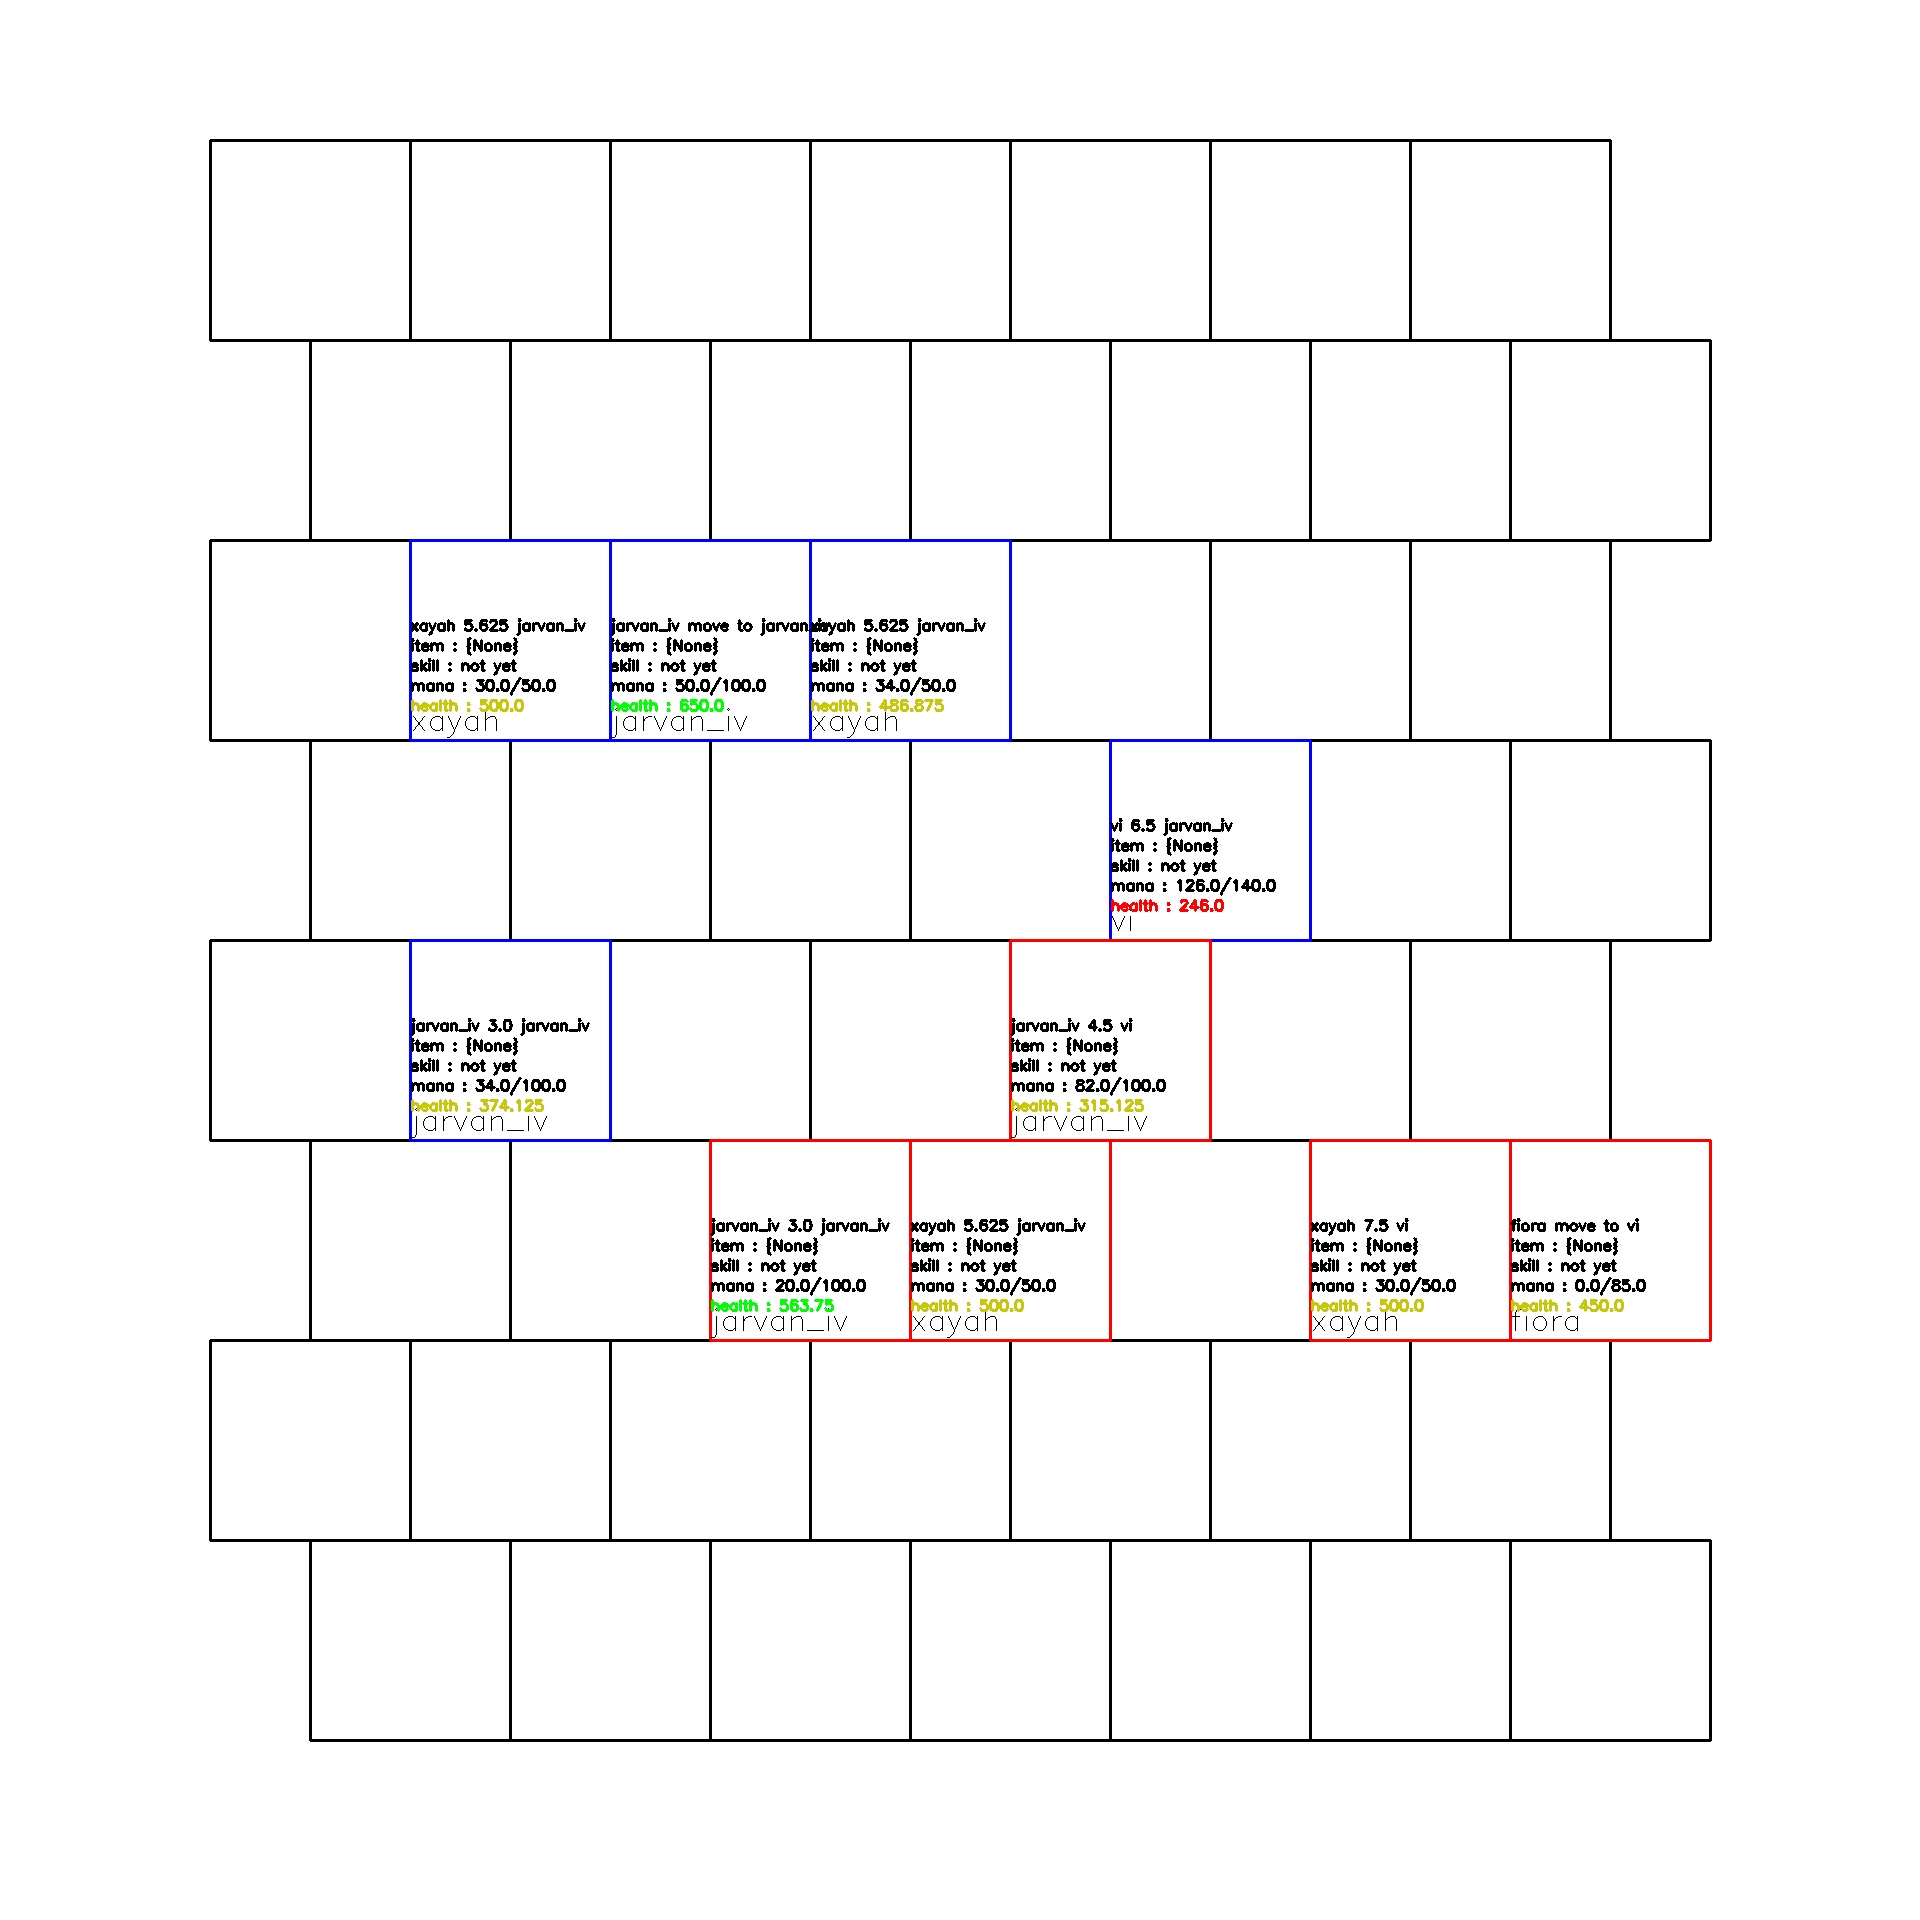 xayah 5.625 jarvan_iv
item : {None}
skill : not yet
mana : 30.0/50.0
health : 500.0
xayah
jarvan_iv move to jarvan_iv
item : {None}
skill : not yet
mana : 50.0/100.0
health : 650.0
jarvan_iv
xayah 5.625 jarvan_iv
item : {None}
skill : not yet
mana : 34.0/50.0
health : 486.875
xayah
vi 6.5 jarvan_iv
item : {None}
skill : not yet
mana : 126.0/140.0
health : 246.0
vi
jarvan_iv 3.0 jarvan_iv
item : {None}
skill : not yet
mana : 34.0/100.0
health : 374.125
jarvan_iv
jarvan_iv 4.5 vi
item : {None}
skill : not yet
mana : 82.0/100.0
health : 315.125
jarvan_iv
jarvan_iv 3.0 jarvan_iv
item : {None}
skill : not yet
mana : 20.0/100.0
health : 563.75
jarvan_iv
xayah 5.625 jarvan_iv
item : {None}
skill : not yet
mana : 30.0/50.0
health : 500.0
xayah
xayah 7.5 vi
item : {None}
skill : not yet
mana : 30.0/50.0
health : 500.0
xayah
fiora move to vi
item : {None}
skill : not yet
mana : 0.0/85.0
health : 450.0
fiora